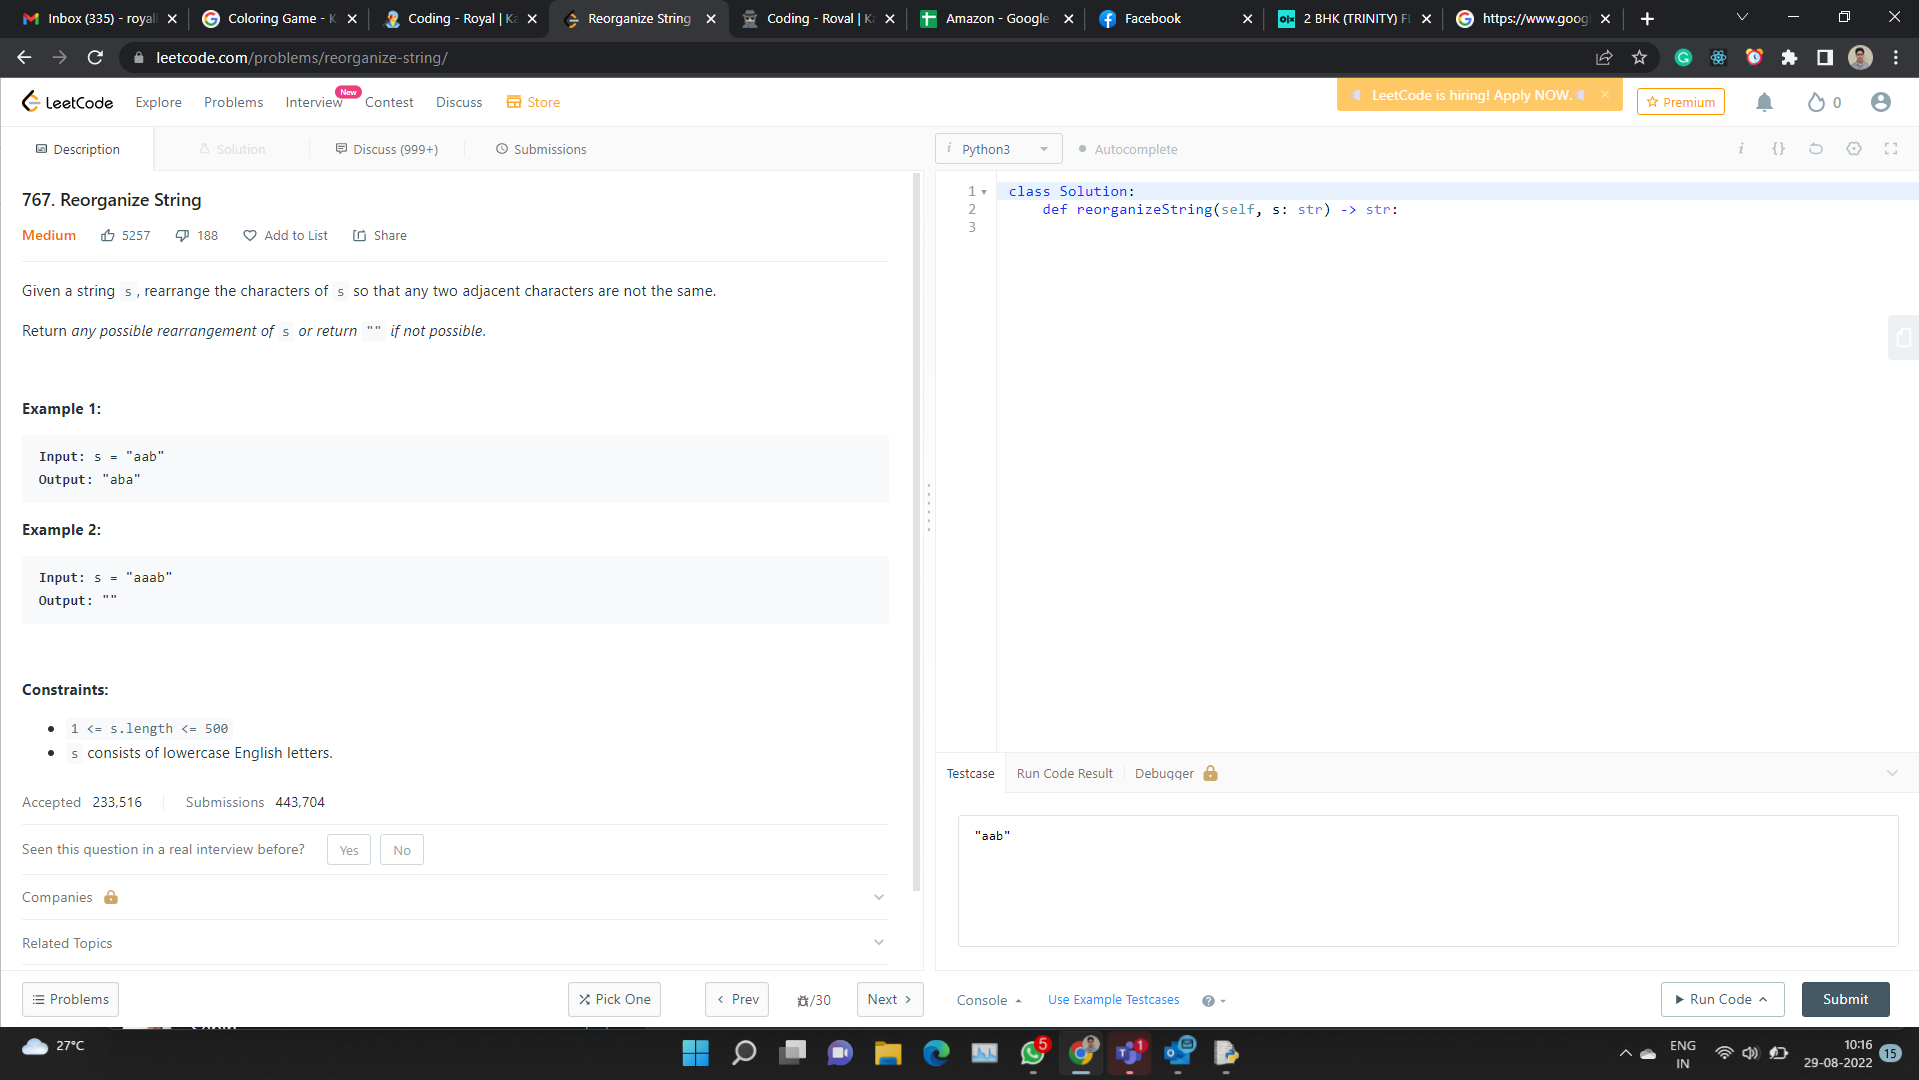 Inbox (335) - royall
Coloring Game - K
Coding - Royal | Ka
Reorganize String
Coding - Roval | Ka
Amazon - Google
Facebook
2 BHK (TRINITY) FL
https://www.googl
leetcode.com/problems/reorganize-string/
LeetCode
Explore
Problems
Interview
New
Contest
Discuss
Store
LeetCode is hiring! Apply NOW.
Premium
0
Description
Solution
Discuss (999+)
Submissions
i Python3
Autocomplete
767. Reorganize String
Medium
5257
188
Add to List
Share
Given a string s , rearrange the characters of s so that any two adjacent characters are not the same.
Return any possible rearrangement of s or return "" if not possible.
Example 1:
Input: s = "aab"
Output: "aba"
Example 2:
Input: s = "aaab"
Output: ""
Constraints:
1 <= s.length <= 500
s consists of lowercase English letters.
Accepted 233,516
Submissions 443,704
Seen this question in a real interview before?
Yes
No
Companies
Related Topics
1 class Solution:
2 def reorganizeString(self, s: str) -> str:
3
Testcase
Run Code Result
Debugger
"aab"
Problems
Pick One
Prev
/30
Next
Console
Use Example Testcases
Run Code
Submit
27°C
5
1
ENG
IN
10:16
29-08-2022
15